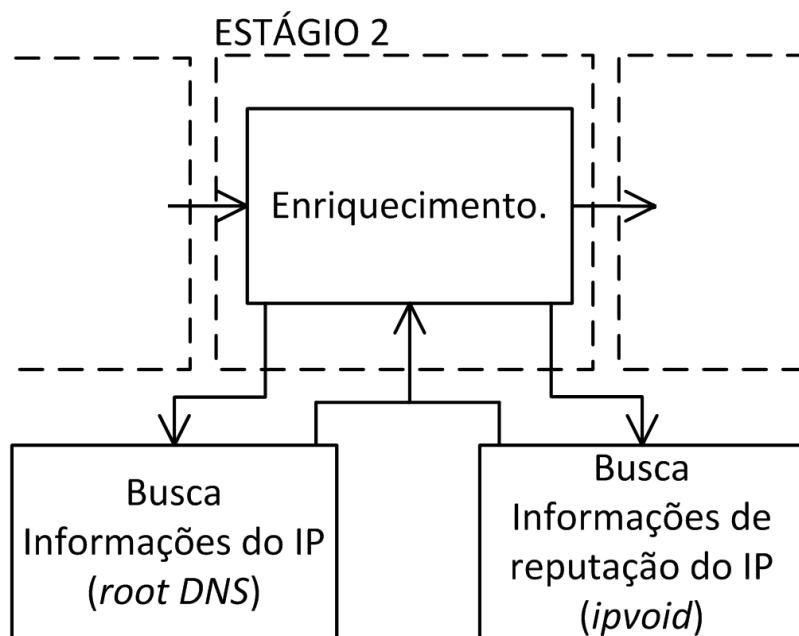 ESTÁGIO 2
Enriquecimento.
Busca
Informações do IP
(root DNS)
Busca
Informações de
reputação do IP
(ipvoid)